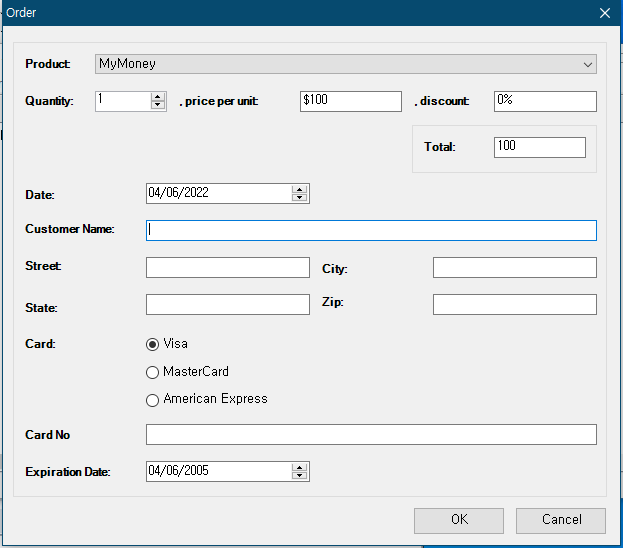 Order
Product: MyMoney
Quantity: 1 , price per unit: $100 , discount: 0%
Total: 100
Date: 04/06/2022
Customer Name:
Street: City:
State: Zip:
Card: Visa
MasterCard
American Express
Card No
Expiration Date: 04/06/2005
OK Cancel